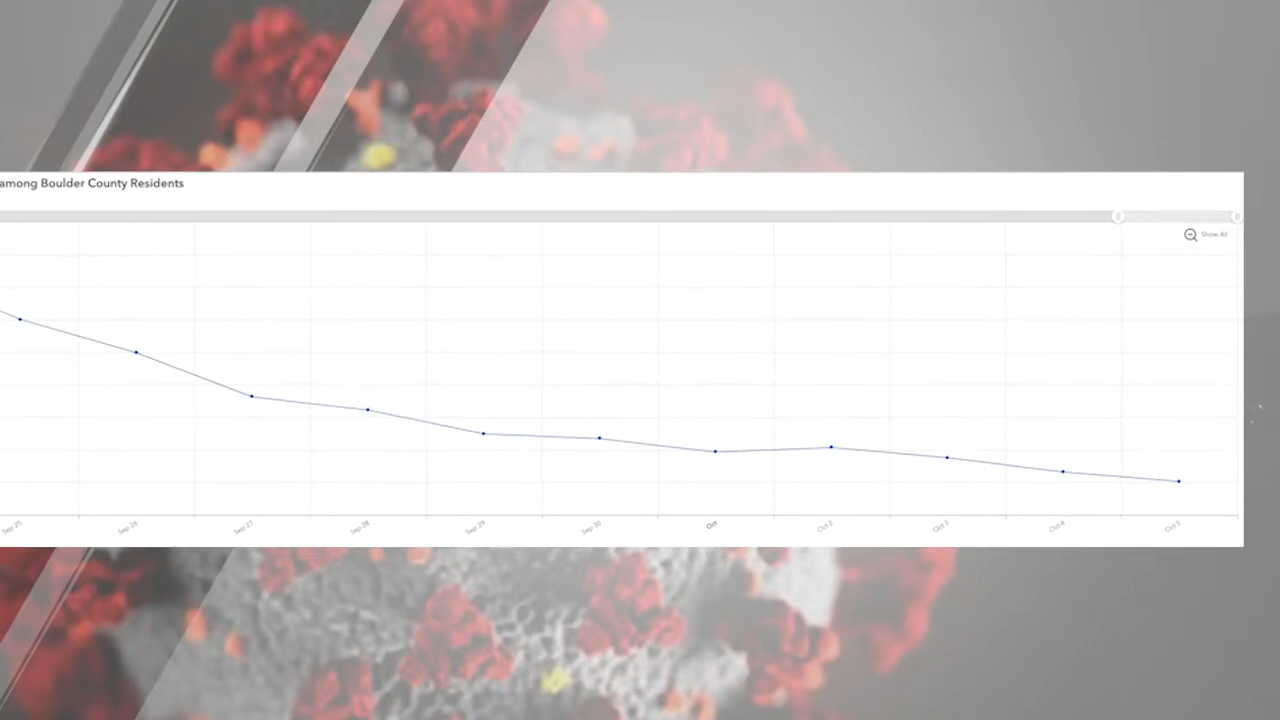 among Boulder County Residents
Show All
Sep 25
Sep 26
Sep 27
Sep 28
Sep 29
Sep 30
Oct
Oct 2
Oct 3
Oct 4
Oct 5